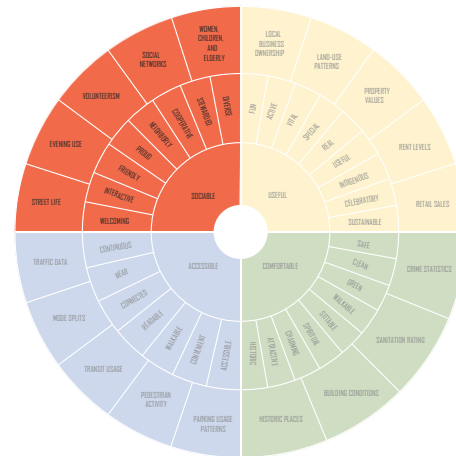 WOMEN,
CHILDREN,
AND
ELDERLY
SOCIAL
NETWORKS
VOLUNTEERISM
EVENING USE
STREET LIFE
DIVERSE
STEWARDED
COOPERATIVE
NEIGHBORLY
PROUD
FRIENDLY
INTERACTIVE
WELCOMING
SOCIABLE
LOCAL
BUSINESS
OWNERSHIP
LAND-USE
PATTERNS
PROPERTY
VALUES
RENT LEVELS
RETAIL SALES
FUN
ACTIVE
VITAL
SPECIAL
REAL
USEFUL
INDIGENOUS
CELEBRATORY
SUSTAINABLE
USEFUL
TRAFFIC DATA
MODE SPLITS
TRANSIT USAGE
PEDESTRIAN
ACTIVITY
PARKING USAGE
PATTERNS
CONTINUOUS
NEAR
CONNECTED
READABLE
WALKABLE
CONVENIENT
ACCESSIBLE
ACCESSIBLE
COMFORTABLE
SAFE
CLEAN
GREEN
WALKABLE
SITTABLE
SPIRITUAL
CHARMING
ATTRACTIVE
HISTORIC
CRIME STATISTICS
SANITATION RATING
BUILDING CONDITIONS
HISTORIC PLACES